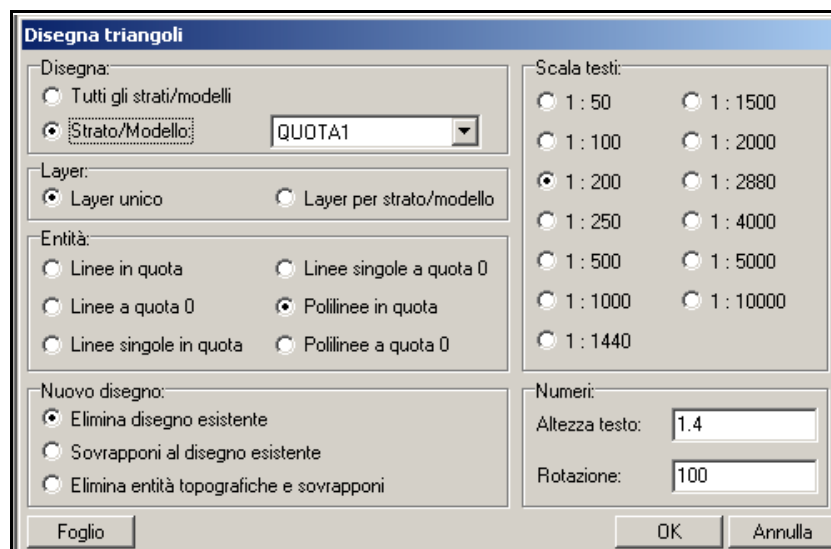 Disegna triangoli
Disegna:
Tutti gli strati/modelli
Strato/Modello: QUOTA1
Layer:
Layer unico Layer per strato/modello
Entità:
Linee in quota Linee singole a quota 0
Linee a quota 0 Polilinee in quota
Linee singole in quota Polilinee a quota 0
Nuovo disegno:
Elimina disegno esistente
Sovrapponi al disegno esistente
Elimina entità topografiche e sovrapponi
Scala testi:
1 : 50 1 : 1500
1 : 100 1 : 2000
1 : 200 1 : 2880
1 : 250 1 : 4000
1 : 500 1 : 5000
1 : 1000 1 : 10000
1 : 1440
Numeri:
Altezza testo: 1.4
Rotazione: 100
Foglio OK Annulla